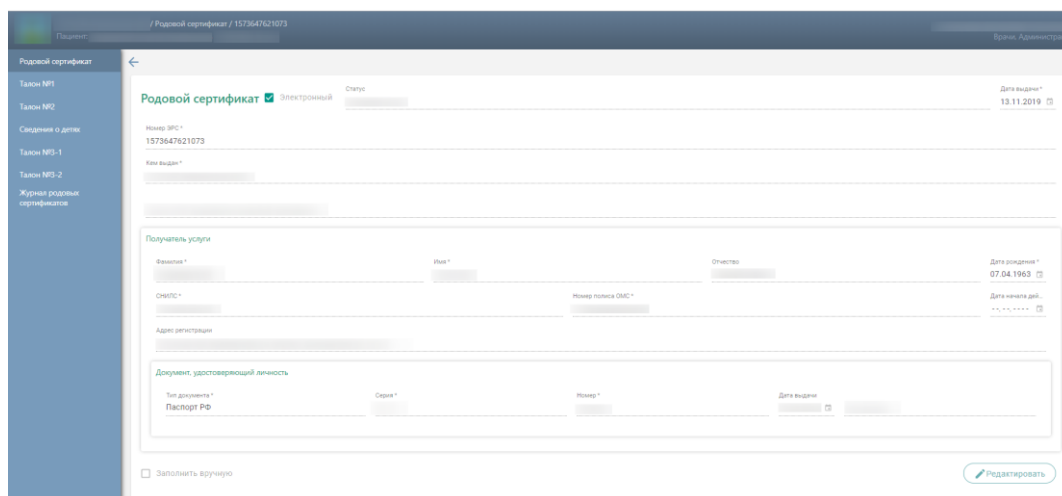 / Родовой сертификат / 1573647621073
Пациент:
Врачи, Администра
Родовой сертификат
Талон №1
Талон №2
Сведения о детях
Талон №3-1
Талон №3-2
Журнал родовых
сертификатов
Родовой сертификат Электронный
Статус
Дата выдачи *
13.11.2019
Номер ЭРС *
1573647621073
Кем выдан *
Получатель услуги
Фамилия * Имя * Отчество Дата рождения *
07.04.1963
СНИЛС * Номер полиса ОМС * Дата начала дей...
--.--.----
Адрес регистрации
Документ, удостоверяющий личность
Тип документа * Серия * Номер * Дата выдачи
Паспорт РФ
Заполнить вручную
Редактировать